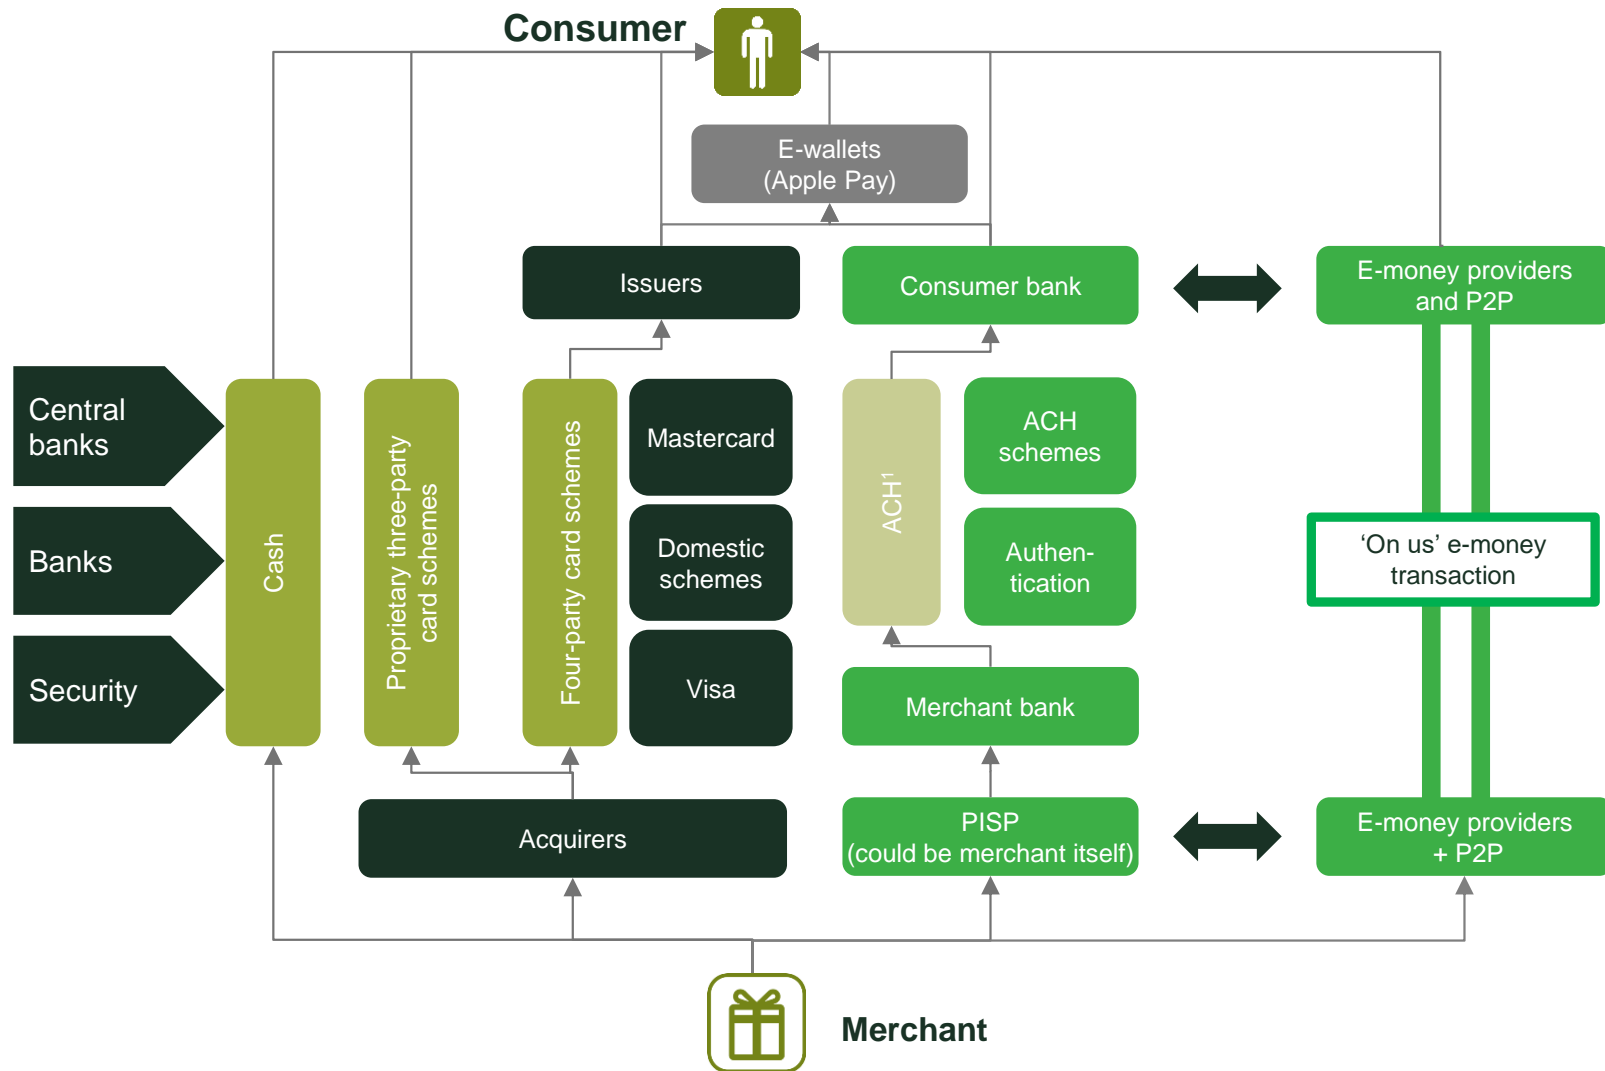 Consumer
E-wallets
(Apple Pay)
Issuers
Consumer bank
E-money providers
and P2P
Central
banks
Banks
Security
Cash
Proprietary three-party
card schemes
Four-party card schemes
Mastercard
Domestic
schemes
Visa
ACH¹
ACH
schemes
Authen-
tication
‘On us’ e-money
transaction
Merchant bank
Acquirers
PISP
(could be merchant itself)
E-money providers
+ P2P
Merchant